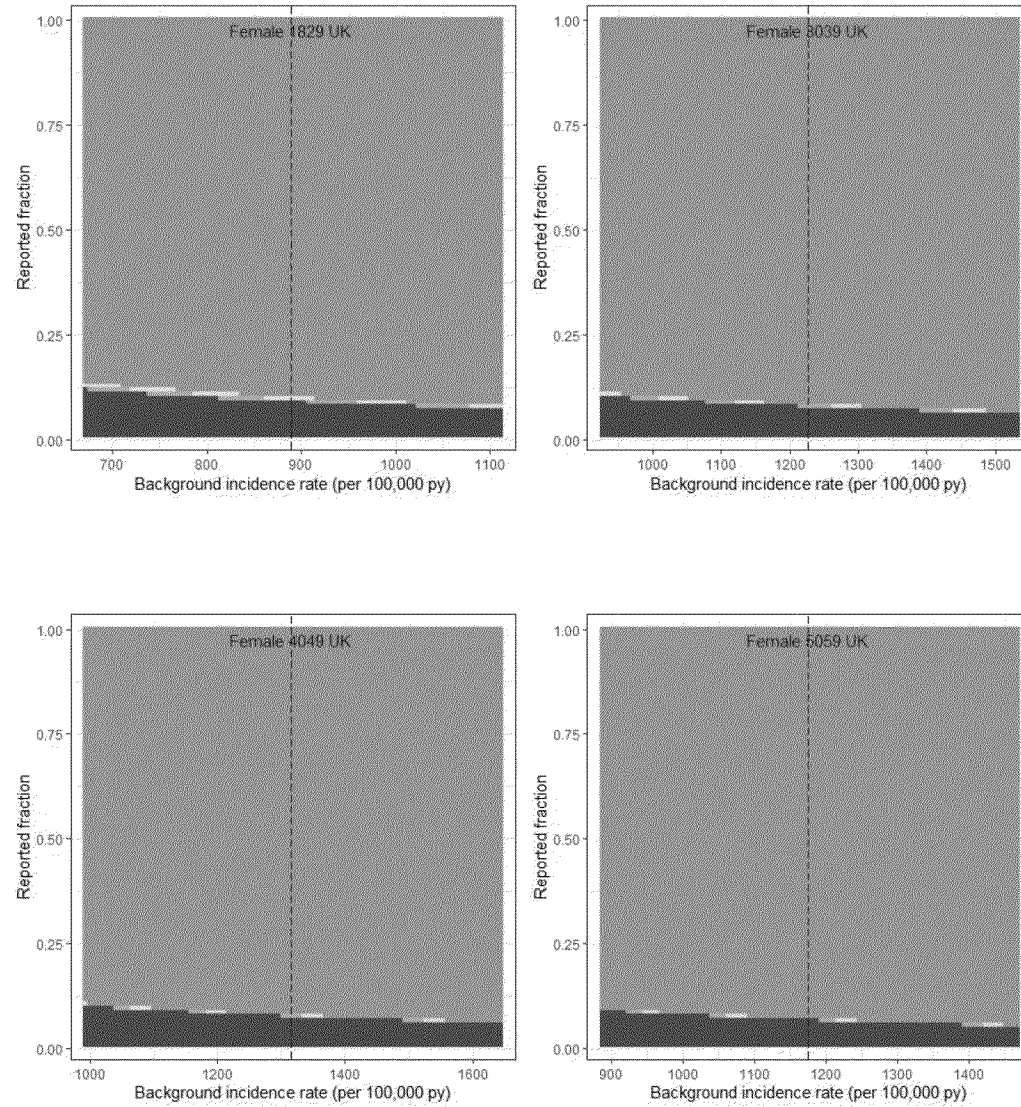 Female 1829 UK
Reported fraction
1.00
0.75
0.50
0.25
0.00
700 800 900 1000 1100
Background incidence rate (per 100,000 py)
Female 3039 UK
Reported fraction
1.00
0.75
0.50
0.25
0.00
1000 1100 1200 1300 1400 1500
Background incidence rate (per 100,000 py)
Female 4049 UK
Reported fraction
1.00
0.75
0.50
0.25
0.00
1000 1200 1400 1600
Background incidence rate (per 100,000 py)
Female 5059 UK
Reported fraction
1.00
0.75
0.50
0.25
0.00
900 1000 1100 1200 1300 1400
Background incidence rate (per 100,000 py)